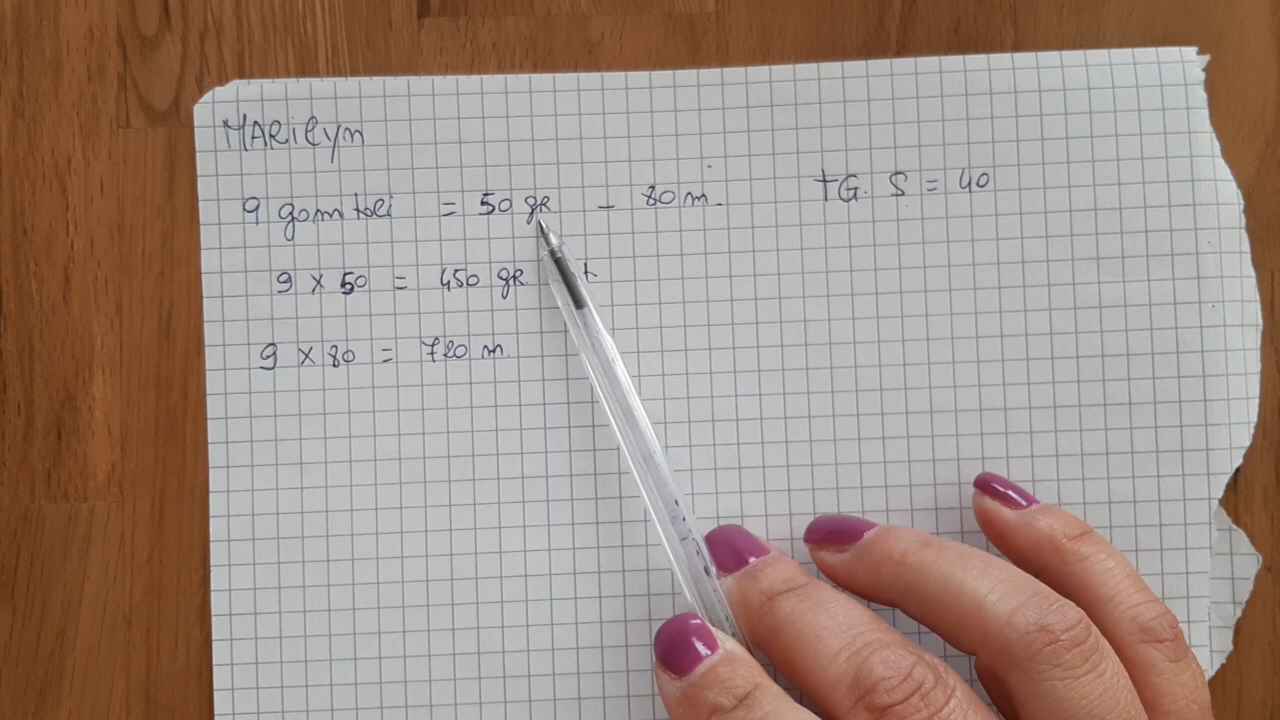 MARilyn
9 gomitoli = 50 gr - 80 m. tG. S = 40
9 x 50 = 450 gr.
9 x 80 = 720 m.